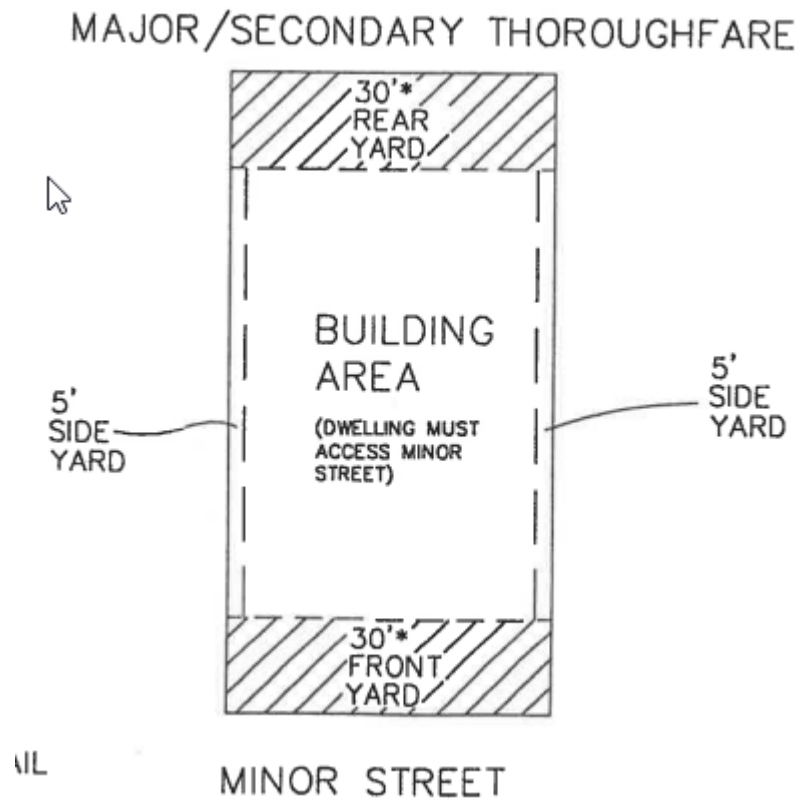 MAJOR/SECONDARY THOROUGHFARE
30'*
REAR
YARD
BUILDING
AREA
(DWELLING MUST
ACCESS MINOR
STREET)
5'
SIDE
YARD
5'
SIDE
YARD
30'*
FRONT
YARD
MINOR STREET